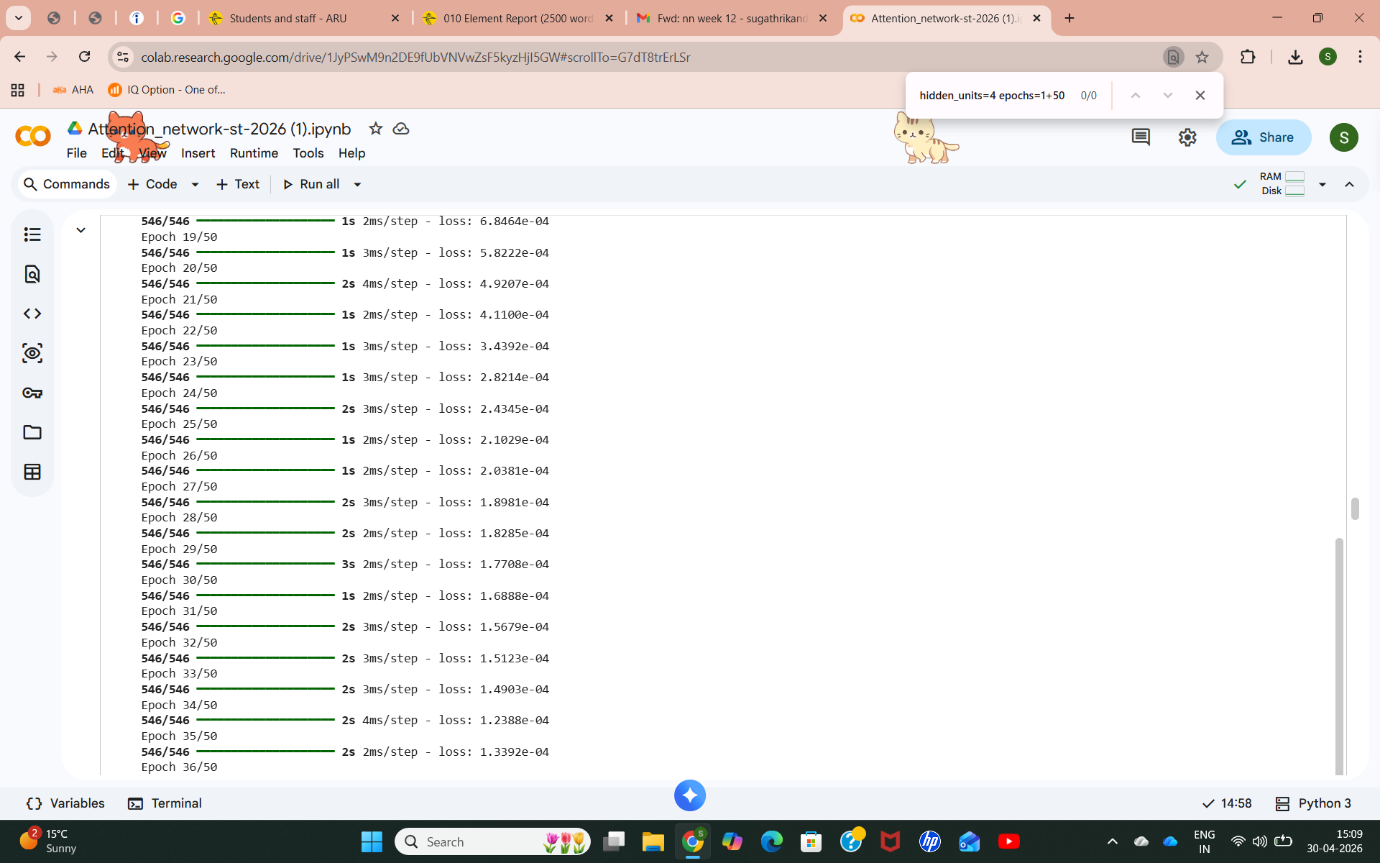 Students and staff - ARU
010 Element Report (2500 word
Fwd: nn week 12 - sugathrikand
Attention_network-st-2026 (1).i
colab.research.google.com/drive/1JyPSwM9n2DE9fUbVNVwZsF5kyzHjI5GW#scrollTo=G7dT8trErLSr
S
aha AHA
IQ Option - One of...
hidden_units=4 epochs=1+50 0/0
CO Attention_network-st-2026 (1).ipynb
File Edit View Insert Runtime Tools Help
Share
S
Commands + Code + Text Run all
RAM
Disk
546/546 1s 2ms/step - loss: 6.8464e-04
Epoch 19/50
546/546 1s 3ms/step - loss: 5.8222e-04
Epoch 20/50
546/546 2s 4ms/step - loss: 4.9207e-04
Epoch 21/50
546/546 1s 2ms/step - loss: 4.1100e-04
Epoch 22/50
546/546 1s 3ms/step - loss: 3.4392e-04
Epoch 23/50
546/546 1s 3ms/step - loss: 2.8214e-04
Epoch 24/50
546/546 2s 3ms/step - loss: 2.4345e-04
Epoch 25/50
546/546 1s 2ms/step - loss: 2.1029e-04
Epoch 26/50
546/546 1s 2ms/step - loss: 2.0381e-04
Epoch 27/50
546/546 2s 3ms/step - loss: 1.8981e-04
Epoch 28/50
546/546 2s 2ms/step - loss: 1.8285e-04
Epoch 29/50
546/546 3s 2ms/step - loss: 1.7708e-04
Epoch 30/50
546/546 1s 2ms/step - loss: 1.6888e-04
Epoch 31/50
546/546 2s 3ms/step - loss: 1.5679e-04
Epoch 32/50
546/546 2s 3ms/step - loss: 1.5123e-04
Epoch 33/50
546/546 2s 3ms/step - loss: 1.4903e-04
Epoch 34/50
546/546 2s 4ms/step - loss: 1.2388e-04
Epoch 35/50
546/546 2s 2ms/step - loss: 1.3392e-04
Epoch 36/50
{} Variables Terminal
14:58 Python 3
2 15°C
Sunny
Search
ENG
IN
15:09
30-04-2026